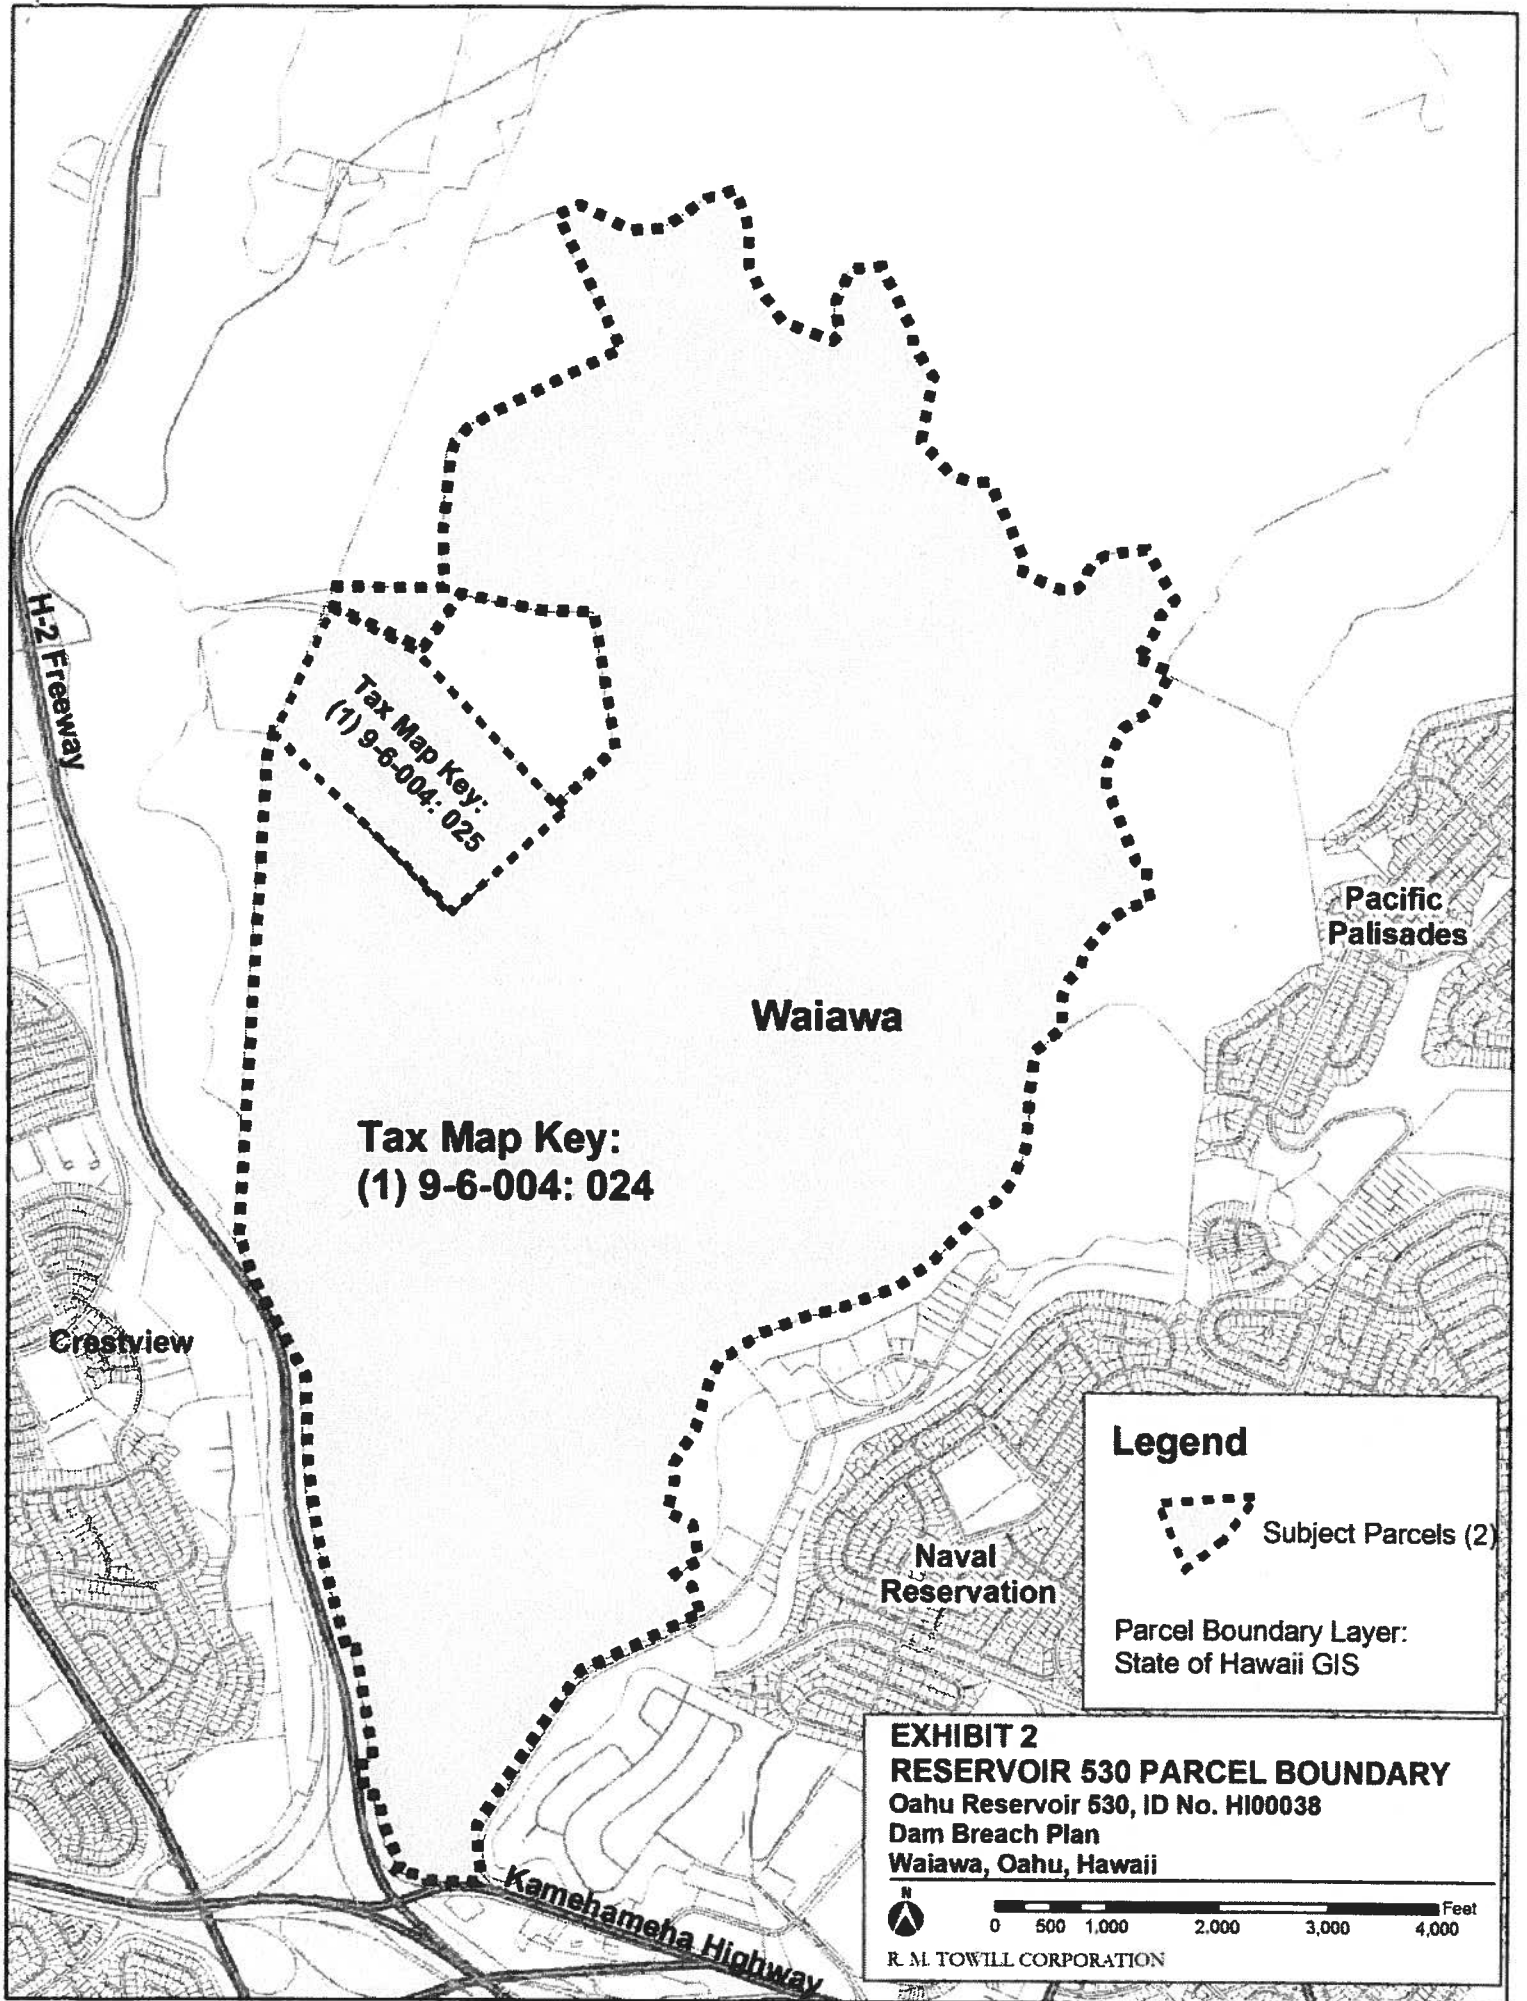 H-2 Freeway
Tax Map Key:
(1) 9-6-004: 025
Pacific
Palisades
Waiawa
Tax Map Key:
(1) 9-6-004: 024
Crestview
Legend
Subject Parcels (2)
Naval
Reservation
Parcel Boundary Layer:
State of Hawaii GIS
EXHIBIT 2
RESERVOIR 530 PARCEL BOUNDARY
Oahu Reservoir 530, ID No. HI00038
Dam Breach Plan
Waiawa, Oahu, Hawaii
Kamehameha Highway
N
Feet
0 500 1,000 2,000 3,000 4,000
R. M. TOWILL CORPORATION